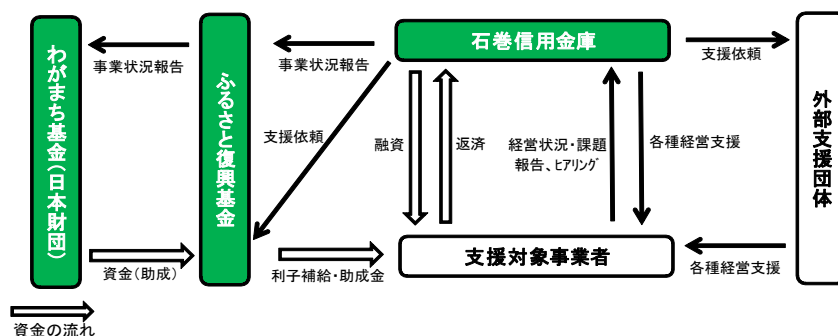 わがまち基金(日本財団)
事業状況報告
ふるさと復興基金
事業状況報告
石巻信用金庫
支援依頼
外部支援団体
支援依頼
融資
返済
経営状況・課題
報告、ヒアリング
各種経営支援
資金(助成)
利子補給・助成金
支援対象事業者
各種経営支援
資金の流れ